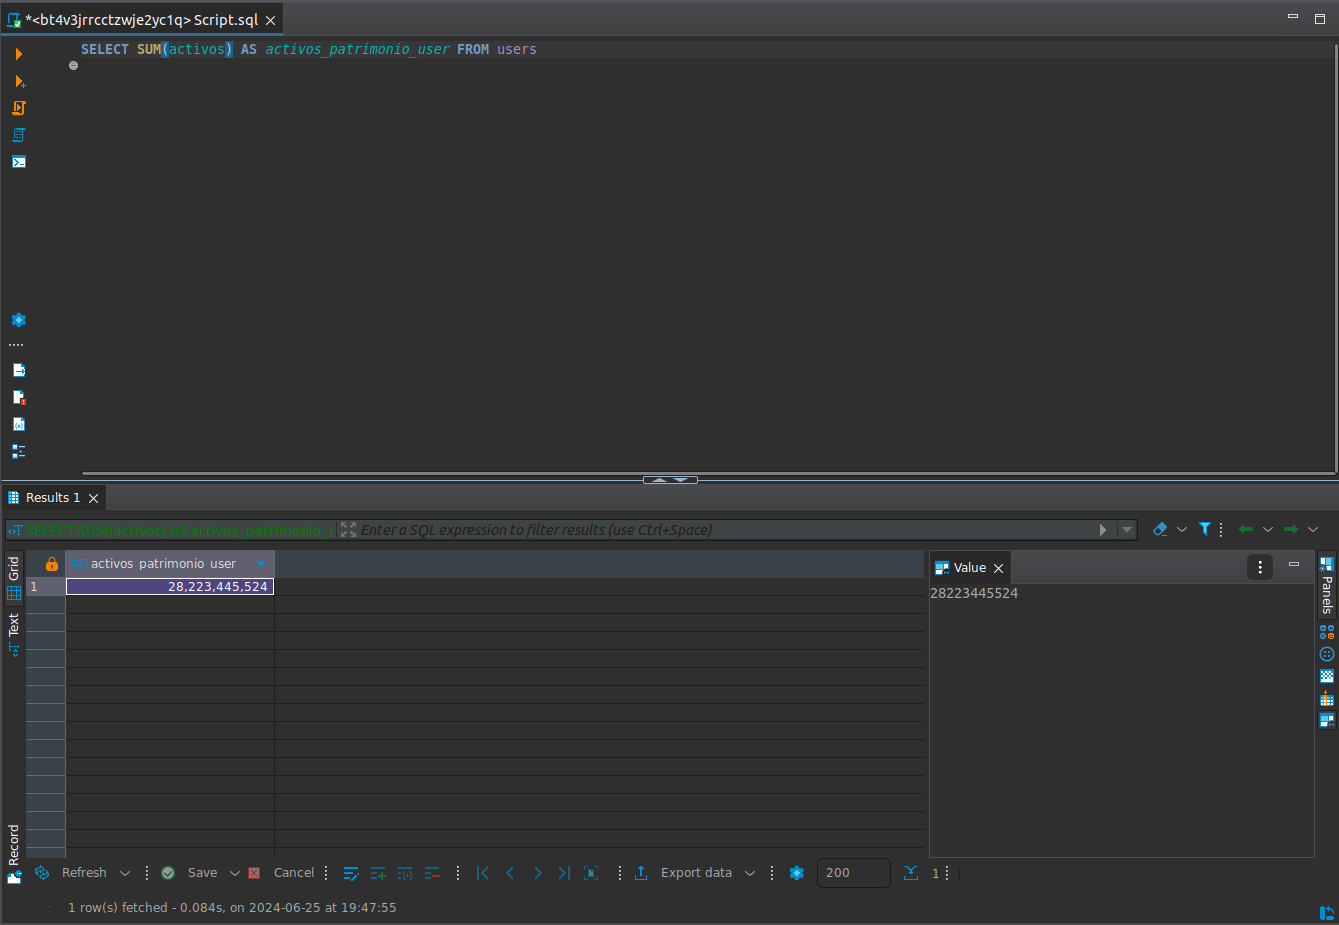 *<bt4v3jrrcctzwje2yc1q> Script.sql
SELECT SUM(activos) AS activos_patrimonio_user FROM users
Results 1
SELECT SUM(activos) AS activos_patrimonio_u
Enter a SQL expression to filter results (use Ctrl+Space)
Grid
Text
Record
123 activos_patrimonio_user
1
28,223,445,524
Value
28223445524
Panels
Refresh
Save
Cancel
Export data
200
1
1 row(s) fetched - 0.084s, on 2024-06-25 at 19:47:55